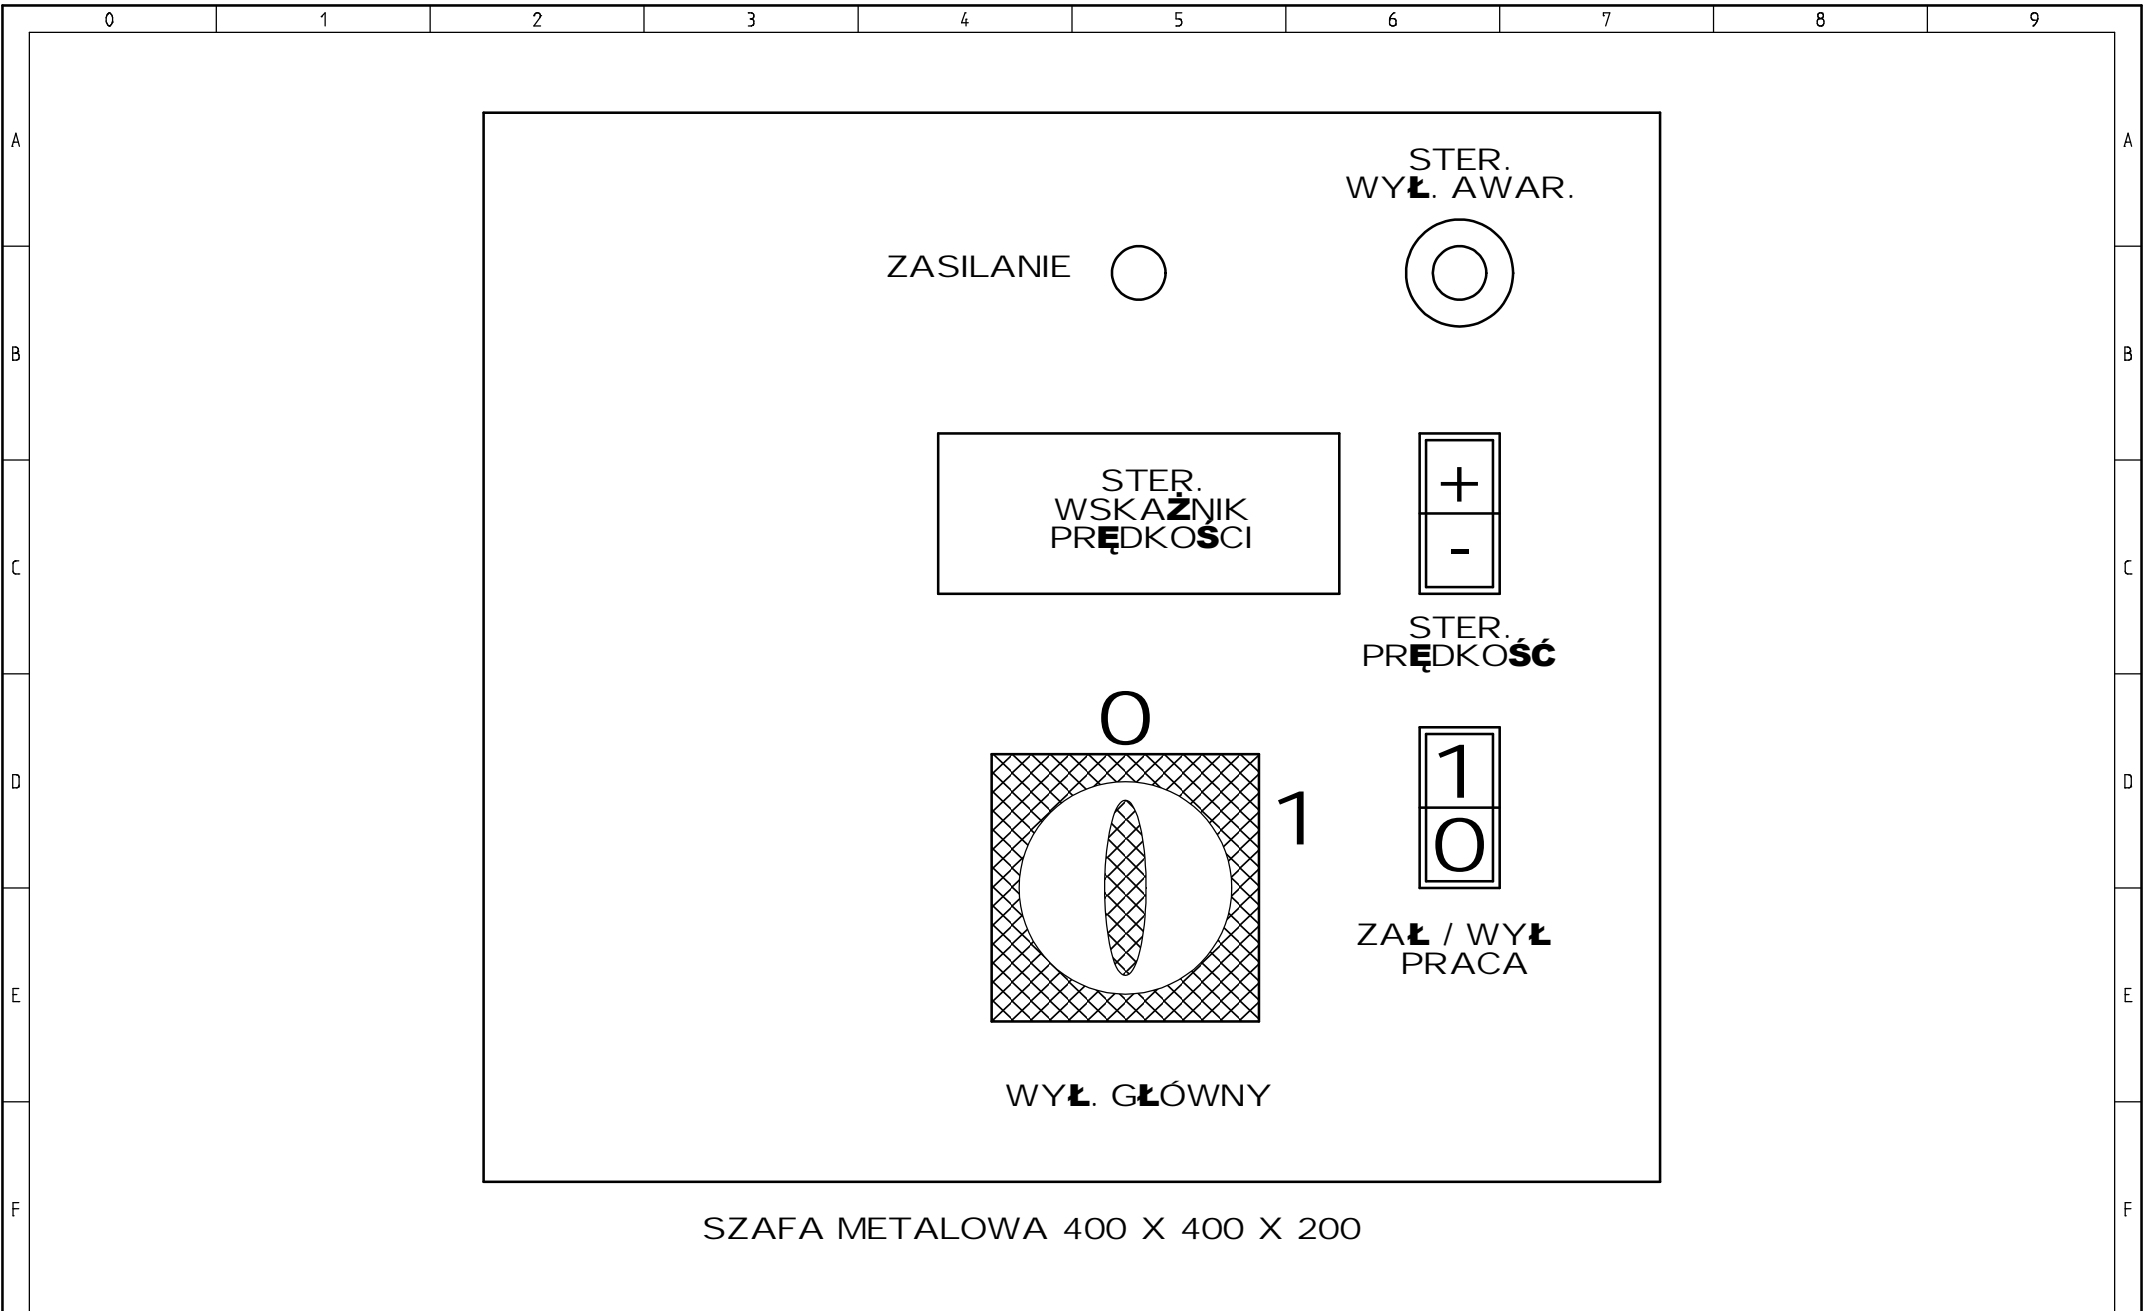 0 1 2 3 4 5 6 7 8 9
A A
STER.
WYŁ. AWAR.
ZASILANIE
B B
STER.
WSKAŻNIK
PRĘDKOŚCI
+
-
C C
STER.
PRĘDKOŚĆ
0
1
1
0
D D
ZAŁ / WYŁ
PRACA
E E
WYŁ. GŁÓWNY
F F
SZAFA METALOWA 400 X 400 X 200